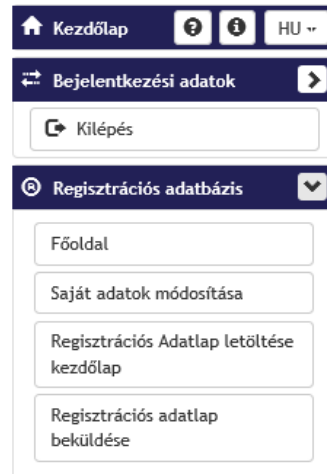 Kezdőlap HU
Bejelentkezési adatok
Kilépés
® Regisztrációs adatbázis
Főoldal
Saját adatok módosítása
Regisztrációs Adatlap letöltése
kezdőlap
Regisztrációs adatlap
beküldése